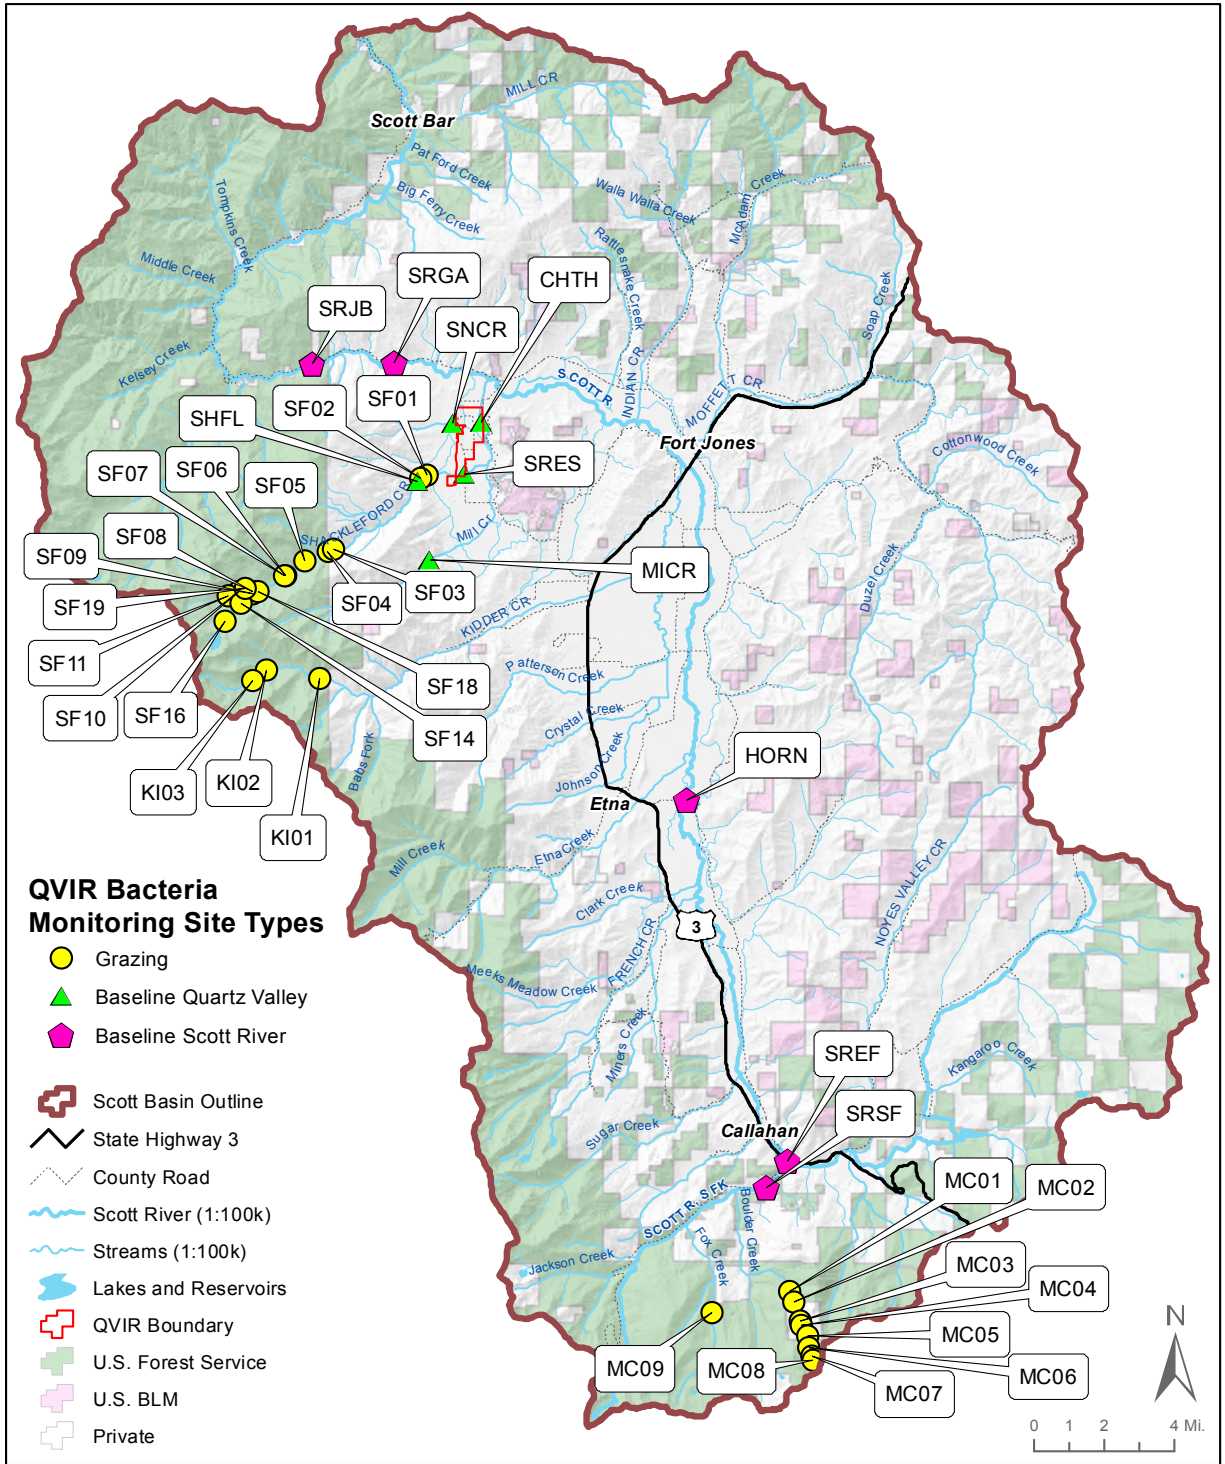 MILL CR
Scott Bar
Pat Ford Creek
Big Ferry Creek
Tompkins Creek
Middle Creek
Kelsey Creek
Walla Walla Creek
McAdam Creek
Rattlesnake Creek
Soap Creek
SRGA
CHTH
SRJB
SNCR
SCOTT R
INDIAN CR
MOFFETT CR
SF01
SF02
SHFL
Fort Jones
Cottonwood Creek
SF06
SF07
SF05
SRES
SHACKLEFORD CR
Mill Cr
SF08
SF09
MICR
SF03
SF04
SF19
KIDDER CR
Duzel Creek
SF11
Patterson Creek
SF18
SF10
SF16
SF14
Crystal Creek
Babs Fork
Johnson Creek
HORN
KI03
KI02
KI01
Etna
Etna Creek
Mill Creek
NOYES VALLEY CR
Clark Creek
3
FRENCH CR
Meeks Meadow Creek
Miners Creek
SREF
Kangaroo Creek
Sugar Creek
Callahan
SRSF
SCOTT R, S FK
Boulder Creek
Fox Creek
Jackson Creek
MC01
MC02
MC03
MC04
MC05
MC06
MC07
MC08
MC09
QVIR Bacteria
Monitoring Site Types
Grazing
Baseline Quartz Valley
Baseline Scott River
Scott Basin Outline
State Highway 3
County Road
Scott River (1:100k)
Streams (1:100k)
Lakes and Reservoirs
QVIR Boundary
U.S. Forest Service
U.S. BLM
Private
N
0 1 2 4 Mi.